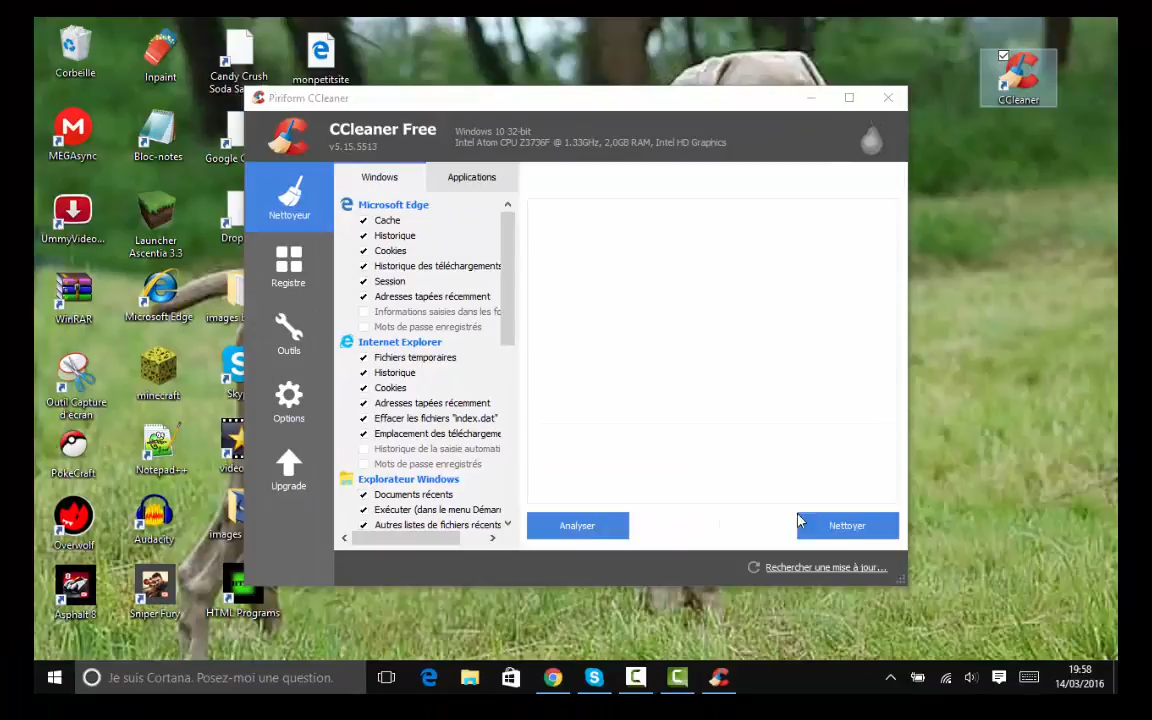 Corbeille
Inpaint
Candy Crush
Soda Sa...
monpetitsite
CCleaner
MEGAsync
Bloc-notes
Google C
UmmyVideo...
Launcher
Ascentia 3.3
Drop
WinRAR
Microsoft Edge
images b
Outil Capture
d'écran
minecraft
Sky
PokeCraft
Notepad++
video
Overwolf
Audacity
images
Asphalt 8
Sniper Fury
HTML Programs
Piriform CCleaner
CCleaner Free
v5.15.5513
Windows 10 32-bit
Intel Atom CPU Z3736F @ 1.33GHz, 2,0GB RAM, Intel HD Graphics
Nettoyeur
Registre
Outils
Options
Upgrade
Windows
Applications
Microsoft Edge
Cache
Historique
Cookies
Historique des téléchargements
Session
Adresses tapées récemment
Informations saisies dans les fo
Mots de passe enregistrés
Internet Explorer
Fichiers temporaires
Historique
Cookies
Adresses tapées récemment
Effacer les fichiers "index.dat"
Emplacement des téléchargeme
Historique de la saisie automati
Mots de passe enregistrés
Explorateur Windows
Documents récents
Exécuter (dans le menu Démar
Autres listes de fichiers récents
Analyser
Nettoyer
Rechercher une mise à jour...
Je suis Cortana. Posez-moi une question.
19:58
14/03/2016